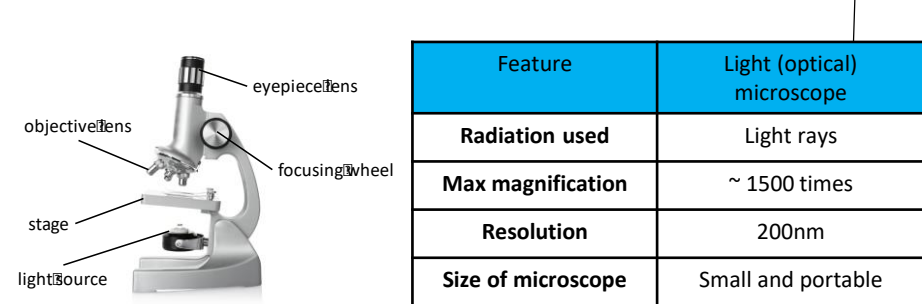 eyepiece lens
objective lens
focusing wheel
stage
light source
Feature
Light (optical)
microscope
Radiation used
Light rays
Max magnification
~ 1500 times
Resolution
200nm
Size of microscope
Small and portable